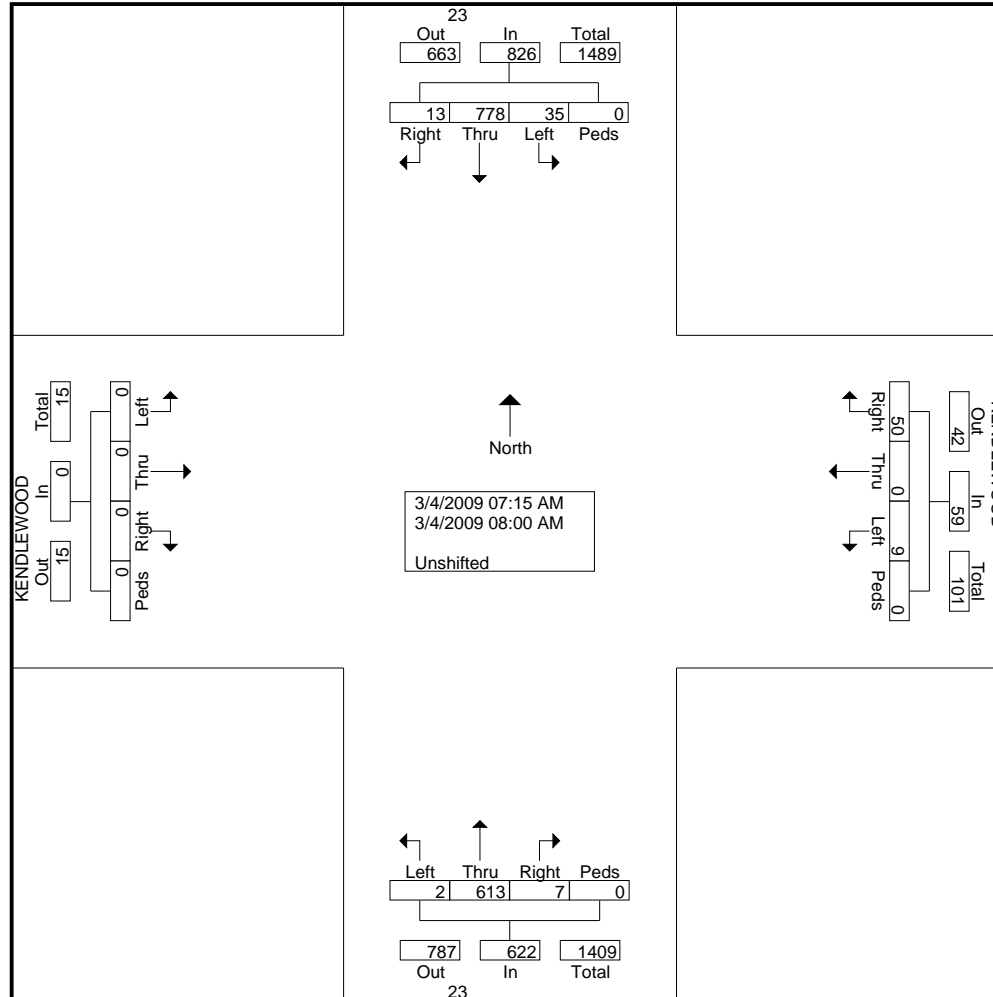 23
Out In Total
663 826 1489
13 778 35 0
Right Thru Left Peds
KENDLEWOOD
Out In Total
15 0 15
Left Thru Right Peds
0 0 0 0
North
3/4/2009 07:15 AM
3/4/2009 08:00 AM
Unshifted
Right Thru Left Peds
50 0 9 0
Out In Total
42 59 101
Left Thru Right Peds
2 613 7 0
787 622 1409
Out In Total
23